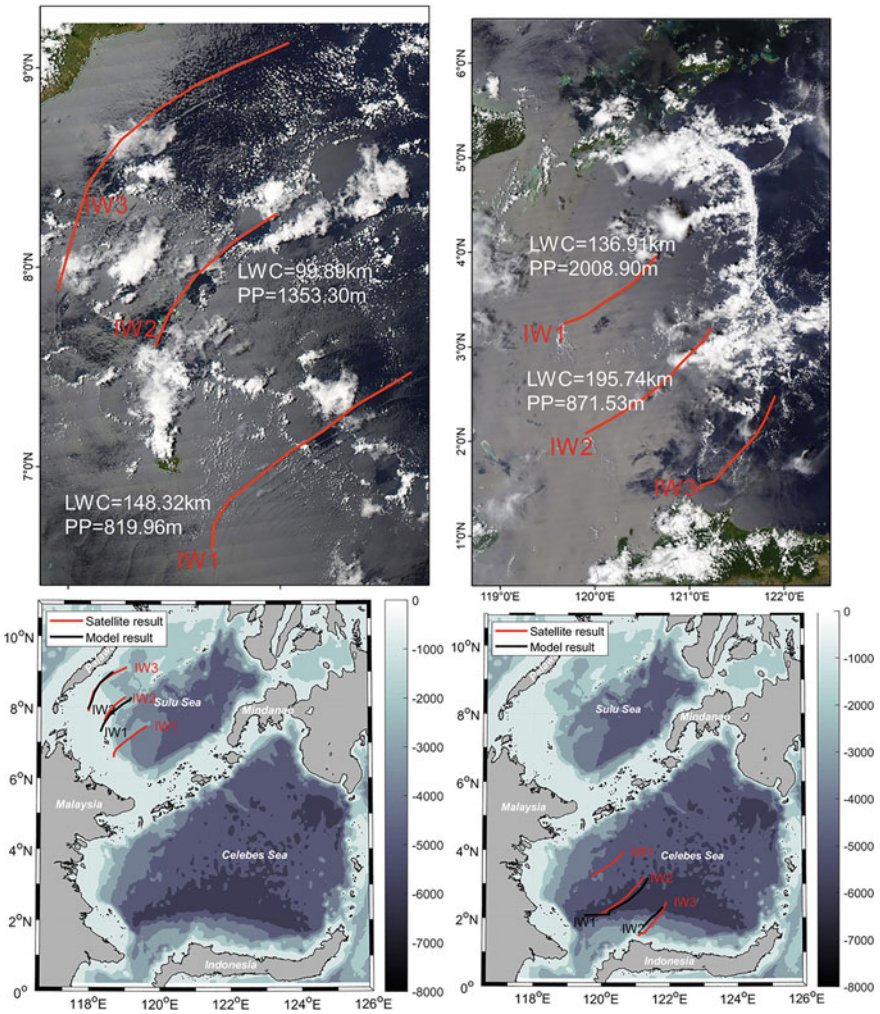 9°0'N
8°0'N
7°0'N
IW3
LWC=99.89km
PP=1353.30m
IW2
LWC=148.32km
PP=819.96m
IW1
6°0'N
5°0'N
4°0'N
3°0'N
2°0'N
1°0'N
LWC=136.91km
PP=2008.90m
IW1
LWC=195.74km
PP=871.53m
IW2
IW3
119°0'E
120°0'E
121°0'E
122°0'E
Satellite result
Model result
10°N
8°N
6°N
4°N
2°N
0°
IW3
IW2
IW2
IW1
IW1
Sulu Sea
Mindanao
Malaysia
Celebes Sea
Indonesia
118°E
120°E
122°E
124°E
126°E
0
-1000
-2000
-3000
-4000
-5000
-6000
-7000
-8000
Satellite result
Model result
10°N
8°N
6°N
4°N
2°N
0°
Sulu Sea
Mindanao
Malaysia
Celebes Sea
IW1
IW2
IW3'
IW1
IW2
Indonesia
118°E
120°E
122°E
124°E
126°E
0
-1000
-2000
-3000
-4000
-5000
-6000
-7000
-8000